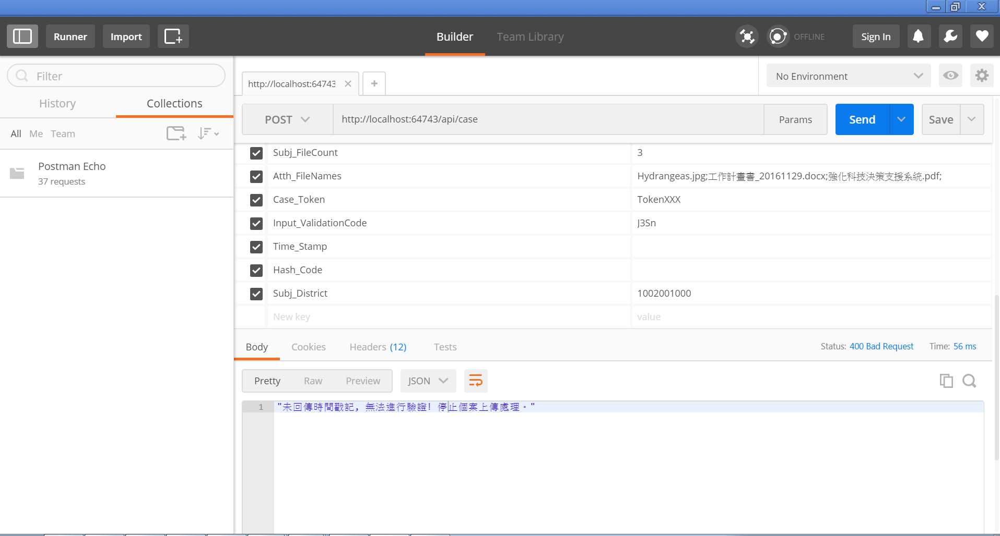 Runner
Import
Builder
Team Library
OFFLINE
Sign In
Filter
History
Collections
All
Me
Team
Postman Echo
37 requests
http://localhost:64743
No Environment
POST
http://localhost:64743/api/case
Params
Send
Save
Subj_FileCount 3
Atth_FileNames Hydrangeas.jpg;工作計畫書_20161129.docx;強化科技決策支援系統.pdf;
Case_Token TokenXXX
Input_ValidationCode J3Sn
Time_Stamp
Hash_Code
Subj_District 1002001000
New key value
Body
Cookies
Headers (12)
Tests
Status: 400 Bad Request
Time: 56 ms
Pretty
Raw
Preview
JSON
1 "未回傳時間戳記, 無法進行驗證! 停止個案上傳處理。"